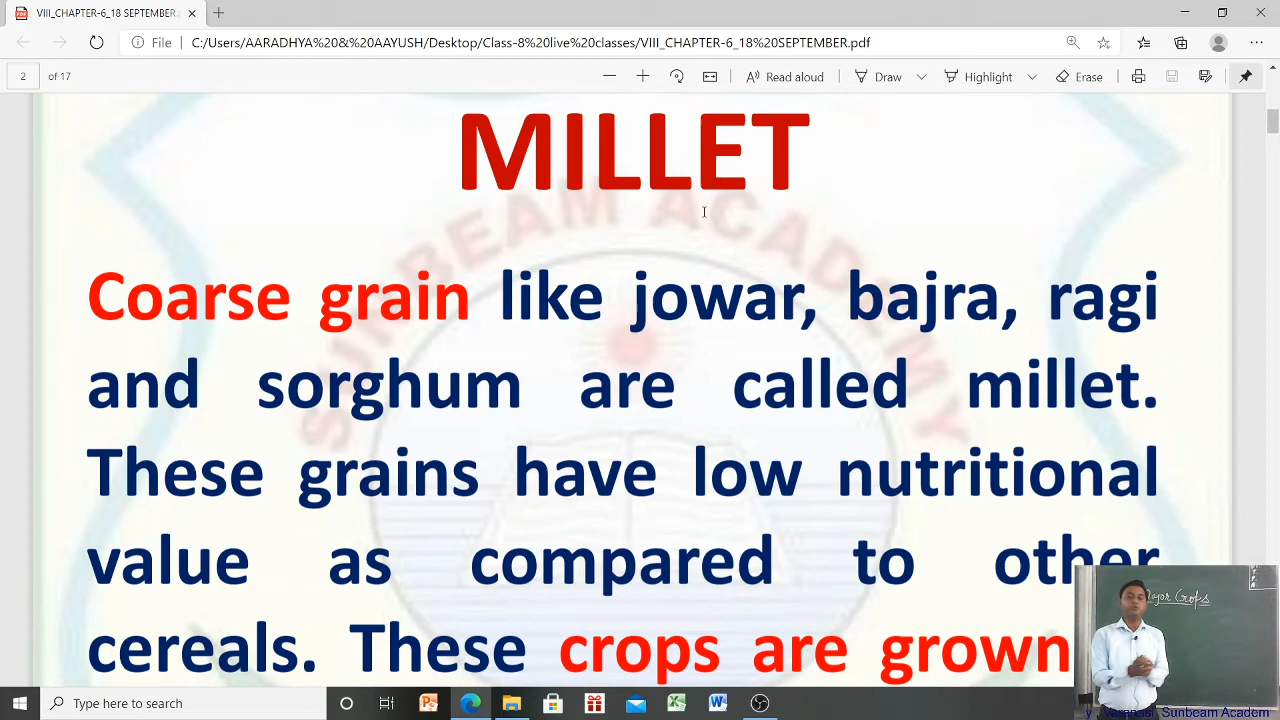 VIII_CHAPTER-6_18 SEPTEMBER.
File C:/Users/AARADHYA%20&%20AAYUSH/Desktop/Class-8%20live%20classes/VIII_CHAPTER-6_18%20SEPTEMBER.pdf
2 of 17 Read aloud Draw Highlight Erase
SUNBEAM ACADEMY
MILLET
Coarse grain like jowar, bajra, ragi
and sorghum are called millet.
These grains have low nutritional
value as compared to other
cereals. These crops are grown
Major Crops
Type here to search
y, Varanasi Sunbeam Academ